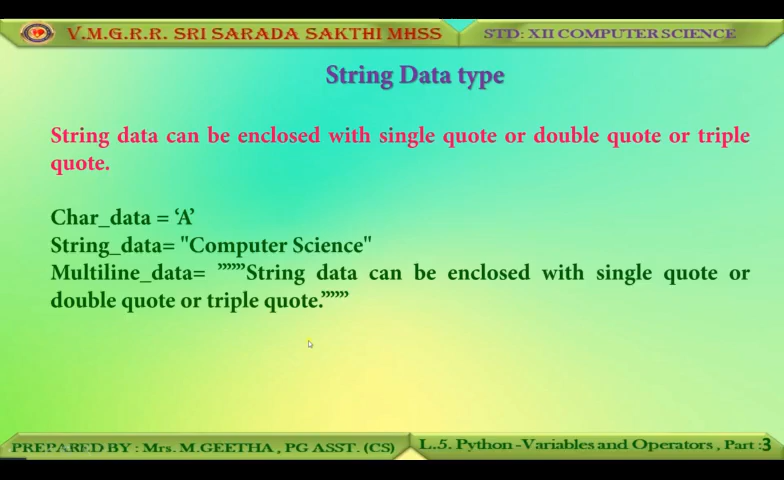 V.M.G.R.R. SRI SARADA SAKTHI MHSS
STD: XII COMPUTER SCIENCE
String Data type
String data can be enclosed with single quote or double quote or triple
quote.
Char_data = ‘A’
String_data= "Computer Science"
Multiline_data= ”””String data can be enclosed with single quote or
double quote or triple quote.”””
PREPARED BY : Mrs. M.GEETHA , PG ASST. (CS)
L.5. Python -Variables and Operators , Part :3